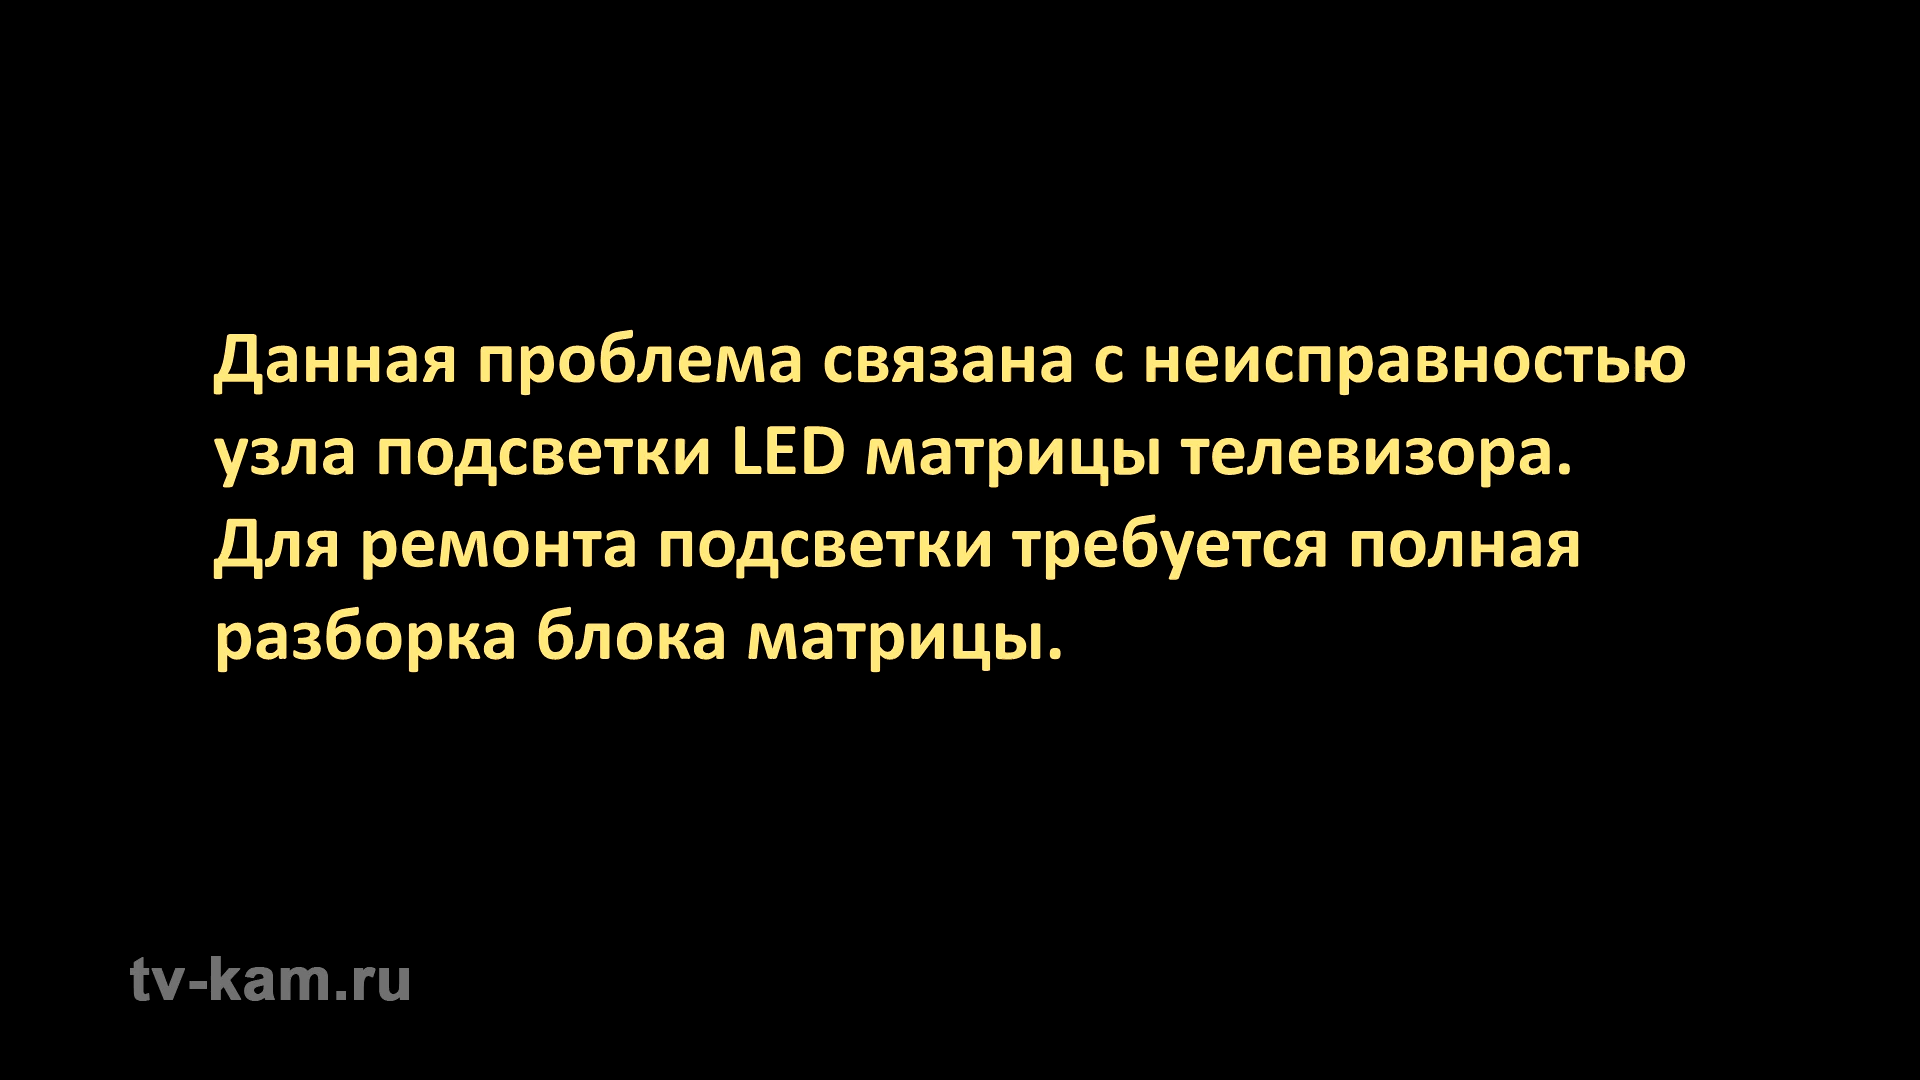 Данная проблема связана с неисправностью
узла подсветки LED матрицы телевизора.
Для ремонта подсветки требуется полная
разборка блока матрицы.
tv-kam.ru